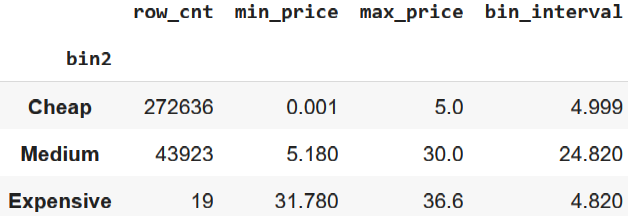 row_cnt min_price max_price bin_interval
bin2
Cheap 272636 0.001 5.0 4.999
Medium 43923 5.180 30.0 24.820
Expensive 19 31.780 36.6 4.820